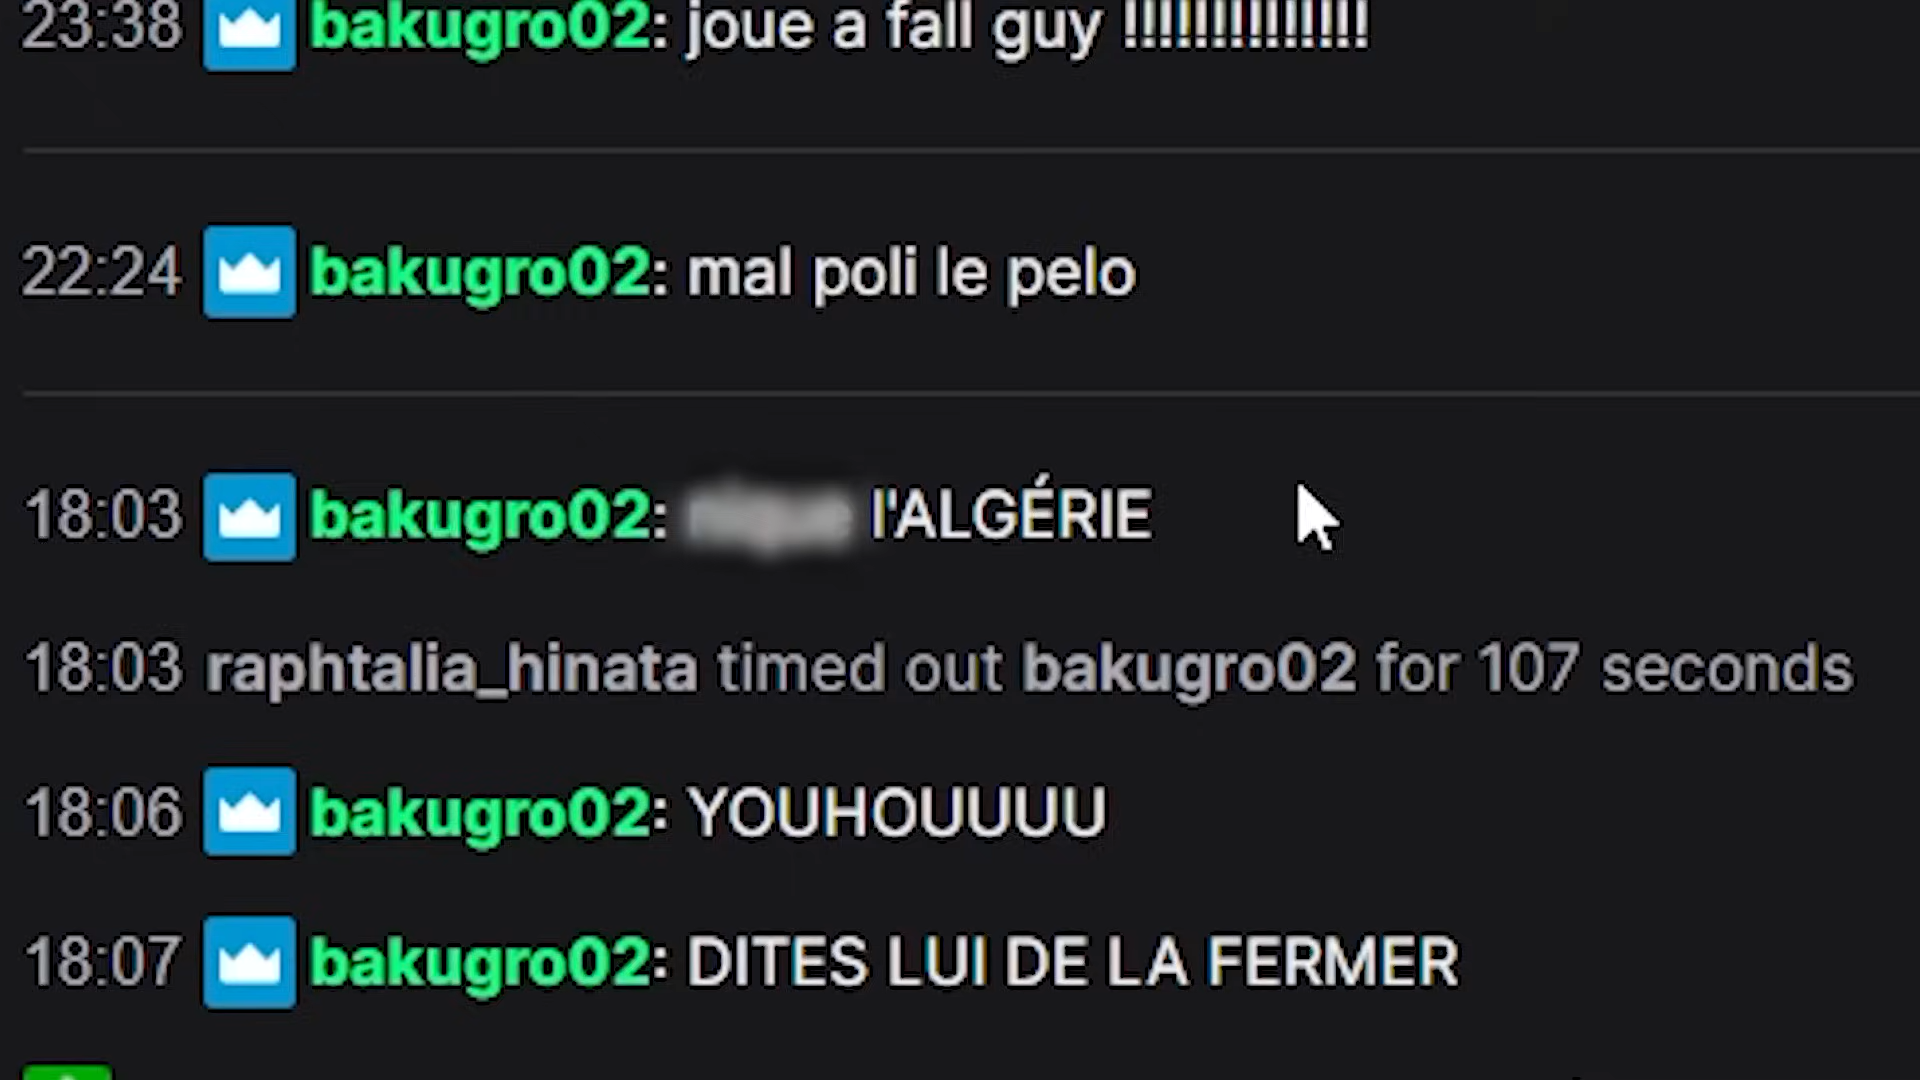 23:38 bakugro02: joue a fall guy !!!!!!!!!!!!!!
22:24 bakugro02: mal poli le pelo
18:03 bakugro02: l'ALGÉRIE
18:03 raphtalia_hinata timed out bakugro02 for 107 seconds
18:06 bakugro02: YOUHOUUUU
18:07 bakugro02: DITES LUI DE LA FERMER